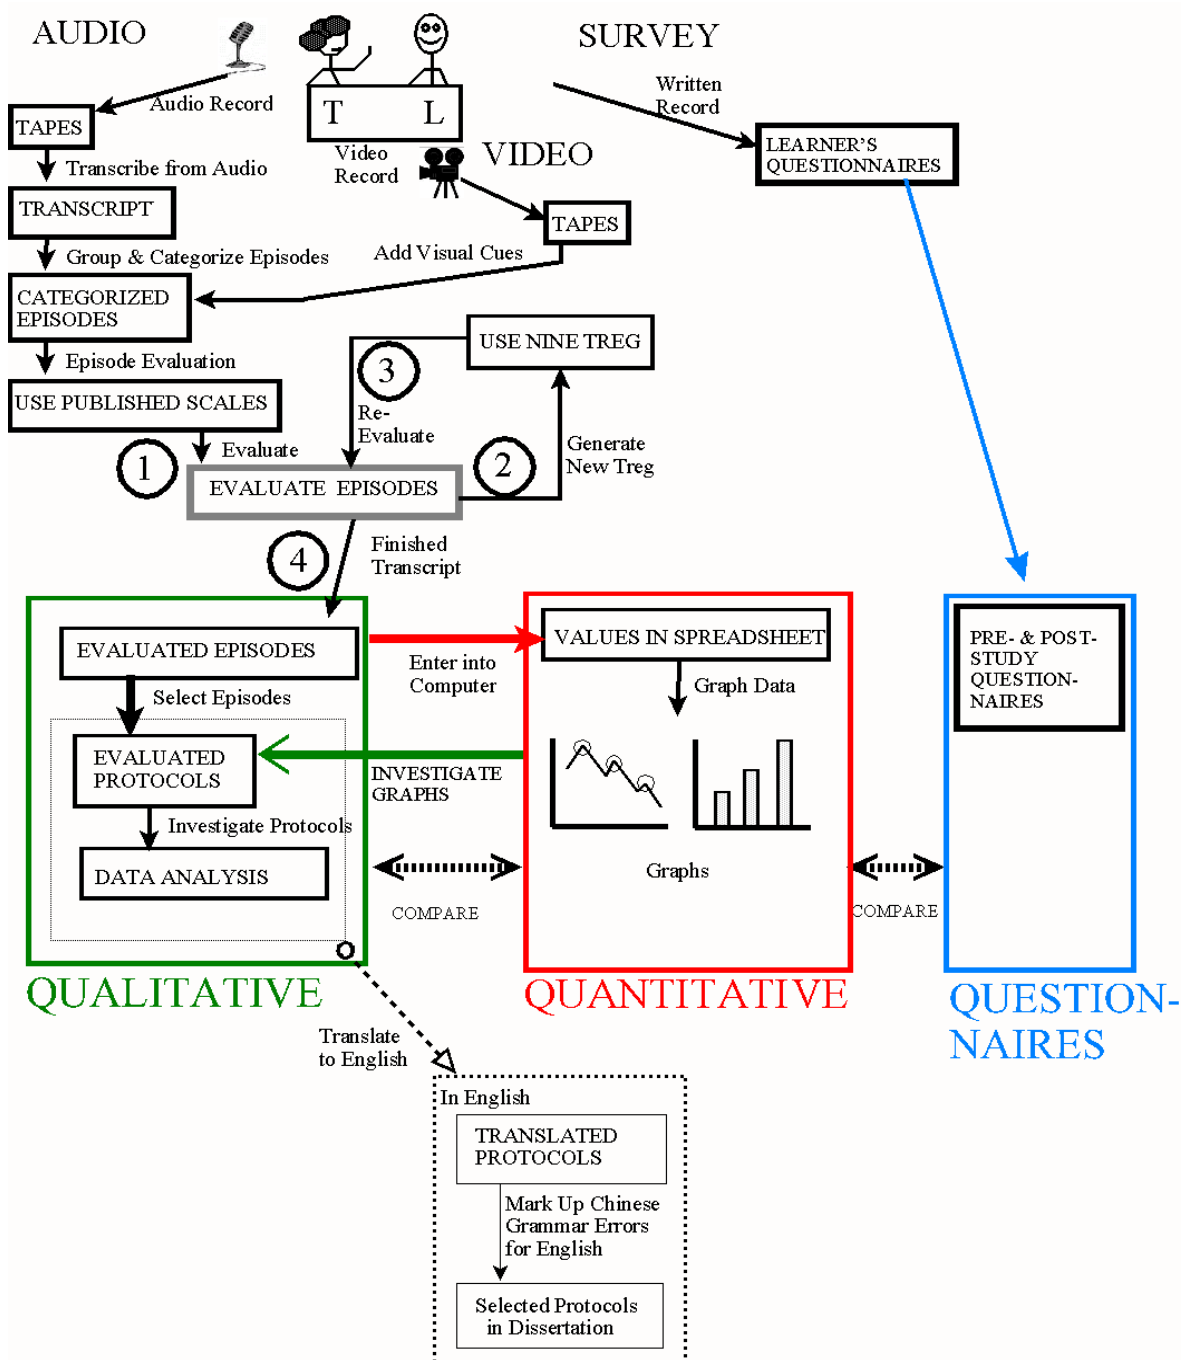 AUDIO
SURVEY
Audio Record
T L
Written
Record
TAPES
Video
Record
VIDEO
LEARNER'S
QUESTIONNAIRES
Transcribe from Audio
TRANSCRIPT
TAPES
Group & Categorize Episodes
Add Visual Cues
CATEGORIZED
EPISODES
USE NINE TREG
Episode Evaluation
3
USE PUBLISHED SCALES
Re-
Evaluate
1
Evaluate
2
Generate
New Treg
EVALUATE EPISODES
4
Finished
Transcript
EVALUATED EPISODES
Enter into
Computer
VALUES IN SPREADSHEET
PRE- & POST-
STUDY
QUESTION-
NAIRES
Select Episodes
Graph Data
EVALUATED
PROTOCOLS
INVESTIGATE
GRAPHS
Investigate Protocols
DATA ANALYSIS
Graphs
COMPARE
COMPARE
QUALITATIVE
QUANTITATIVE
QUESTION-
NAIRES
Translate
to English
In English
TRANSLATED
PROTOCOLS
Mark Up Chinese
Grammar Errors
for English
Selected Protocols
in Dissertation